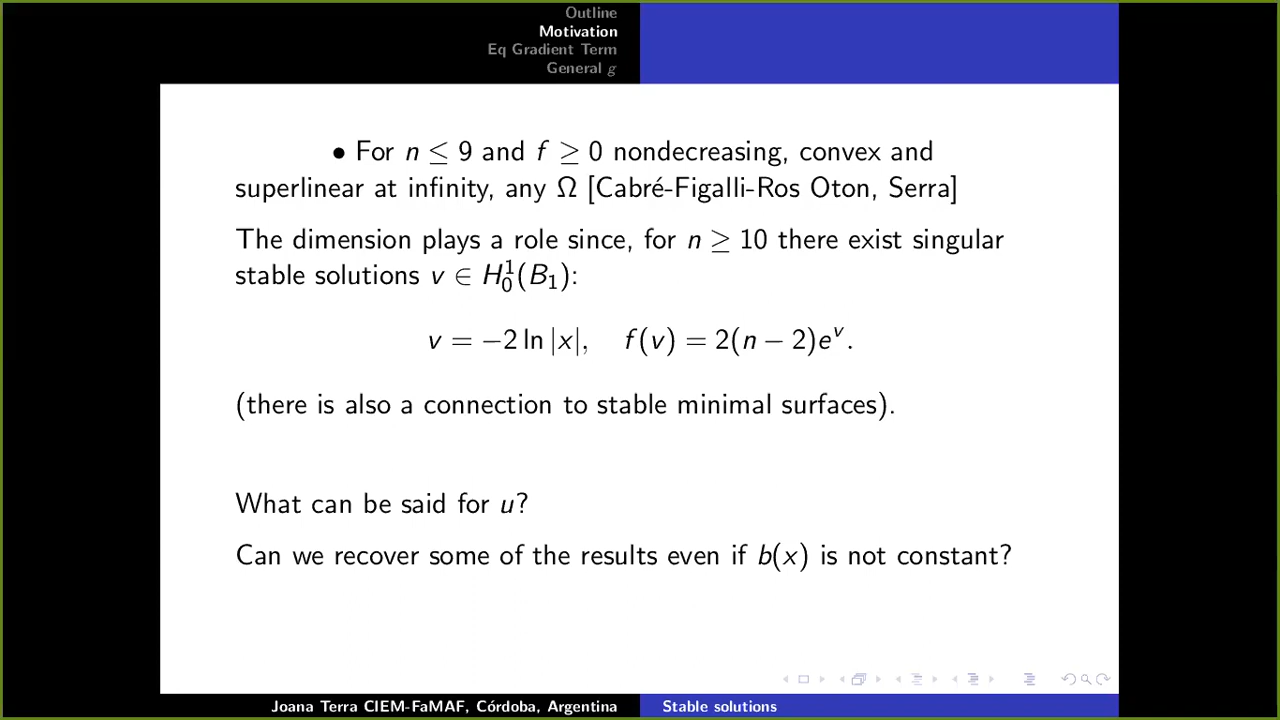 Outline
Motivation
Eq Gradient Term
General g
• For n ≤ 9 and f ≥ 0 nondecreasing, convex and
superlinear at infinity, any Ω [Cabré-Figalli-Ros Oton, Serra]
The dimension plays a role since, for n ≥ 10 there exist singular
stable solutions v ∈ H₀¹(B₁):
v = −2 ln |x|, f(v) = 2(n − 2)eᵛ.
(there is also a connection to stable minimal surfaces).
What can be said for u?
Can we recover some of the results even if b(x) is not constant?
Joana Terra CIEM-FaMAF, Córdoba, Argentina
Stable solutions